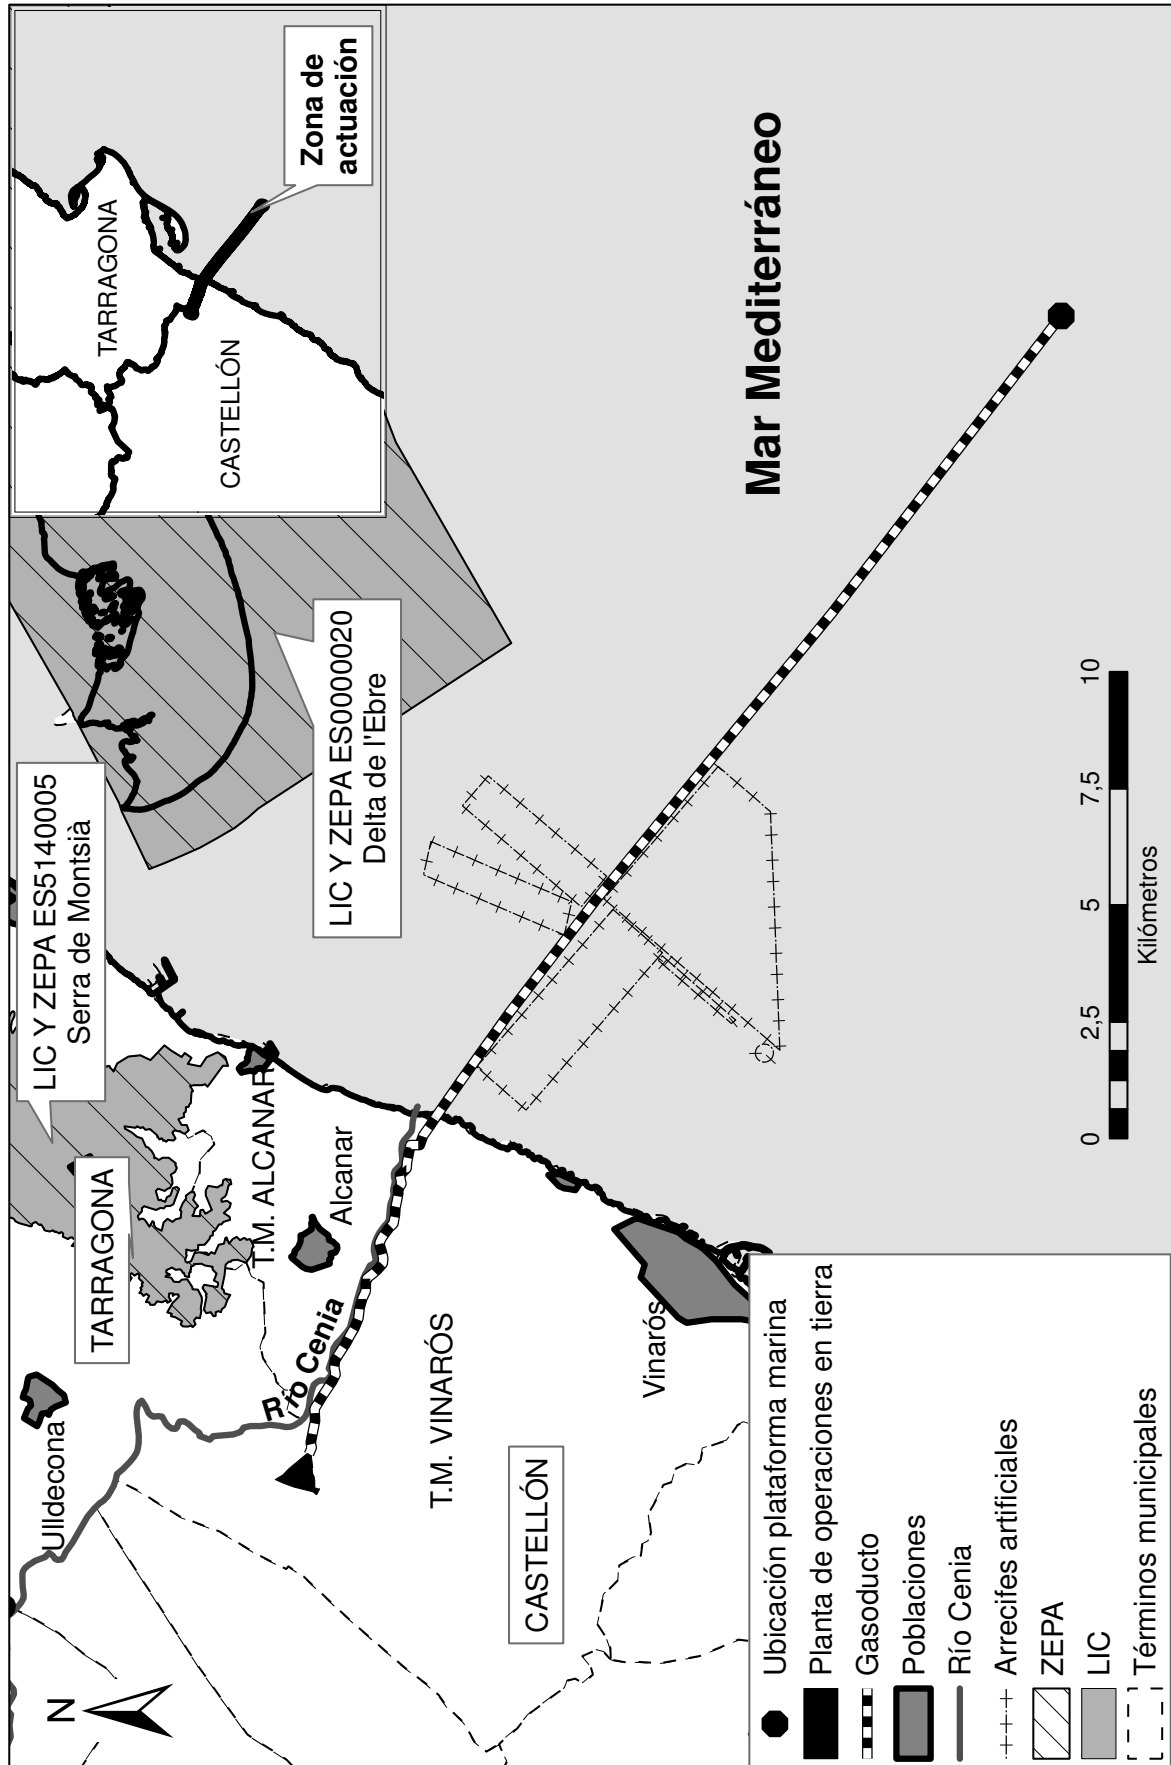 Zona de
actuación
TARRAGONA
CASTELLÓN
LIC Y ZEPA ES5140005
Serra de Montsià
LIC Y ZEPA ES0000020
Delta de l'Ebre
Mar Mediterráneo
N
Ulldecona
TARRAGONA
T.M. ALCANAR
Alcanar
Río Cenia
T.M. VINARÓS
Vinarós
CASTELLÓN
Ubicación plataforma marina
Planta de operaciones en tierra
Gasoducto
Poblaciones
Río Cenia
Arrecifes artificiales
ZEPA
LIC
Términos municipales
0 2,5 5 7,5 10
Kilómetros